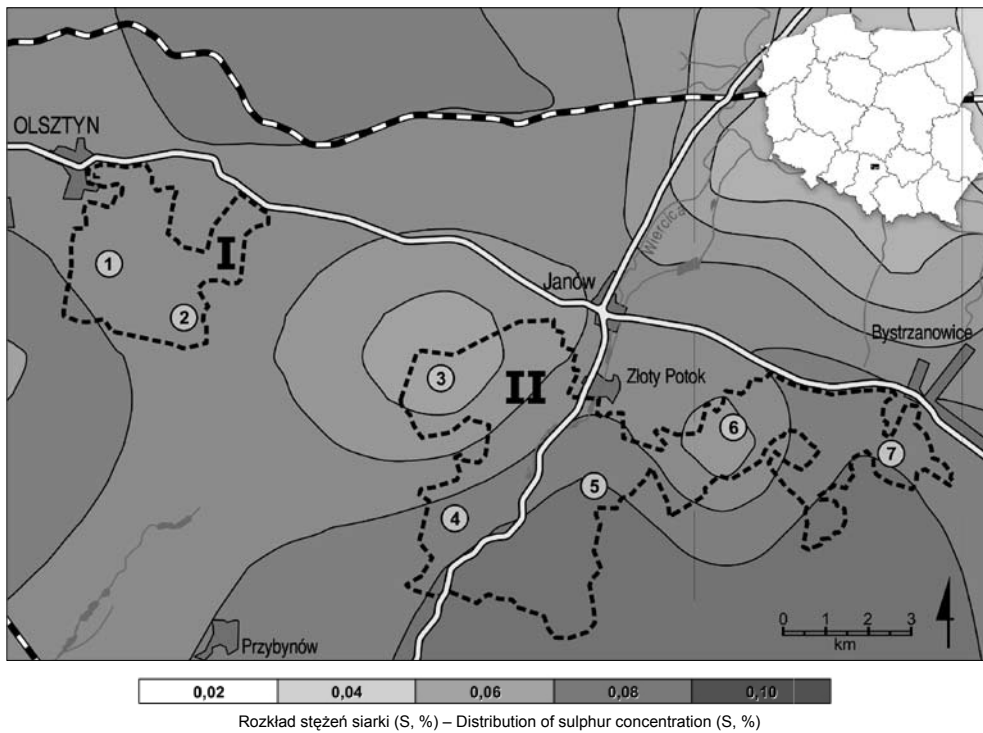 OLSZTYN
I
1
2
Wiercica
Janów
Bystrzanowice
3
II
Złoty Potok
6
7
5
4
Przybynów
0 1 2 3
km
0,02 0,04 0,06 0,08 0,10
Rozkład stężeń siarki (S, %) – Distribution of sulphur concentration (S, %)